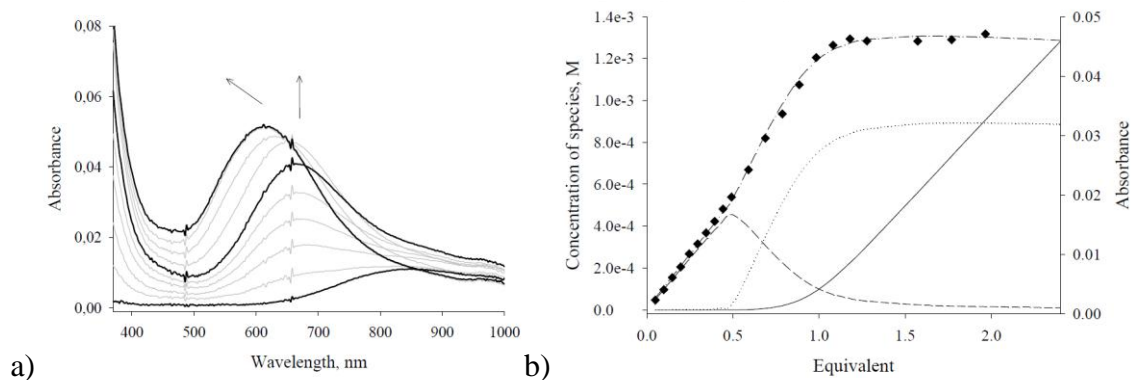 a)
Absorbance
0,08
0,06
0,04
0,02
0,00
400 500 600 700 800 900 1000
Wavelength, nm
b)
Concentration of species, M
1.4e-3
1.2e-3
1.0e-3
8.0e-4
6.0e-4
4.0e-4
2.0e-4
0.0
0.0 0.5 1.0 1.5 2.0
Equivalent
0.05
0.04
0.03
0.02
0.01
0.00
Absorbance